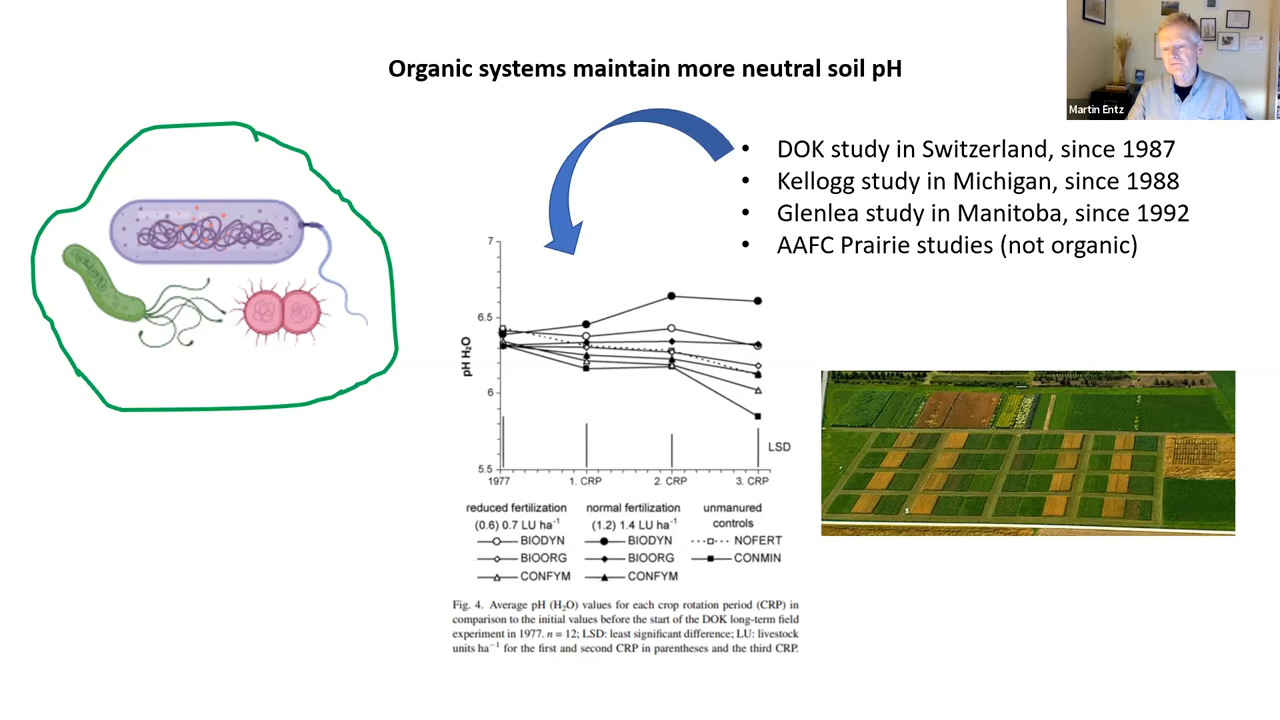 Organic systems maintain more neutral soil pH
Martin Entz
• DOK study in Switzerland, since 1987
• Kellogg study in Michigan, since 1988
• Glenlea study in Manitoba, since 1992
• AAFC Prairie studies (not organic)
7
6.5
6
5.5
pH H₂O
LSD
1977 1. CRP 2. CRP 3. CRP
reduced fertilization normal fertilization unmanured
(0.6) 0.7 LU ha⁻¹ (1.2) 1.4 LU ha⁻¹ controls
BIODYN BIODYN NOFERT
BIOORG BIOORG CONMIN
CONFYM CONFYM
Fig. 4. Average pH (H₂O) values for each crop rotation period (CRP) in
comparison to the initial values before the start of the DOK long-term field
experiment in 1977. n = 12; LSD: least significant difference; LU: livestock
units ha⁻¹ for the first and second CRP in parentheses and the third CRP.